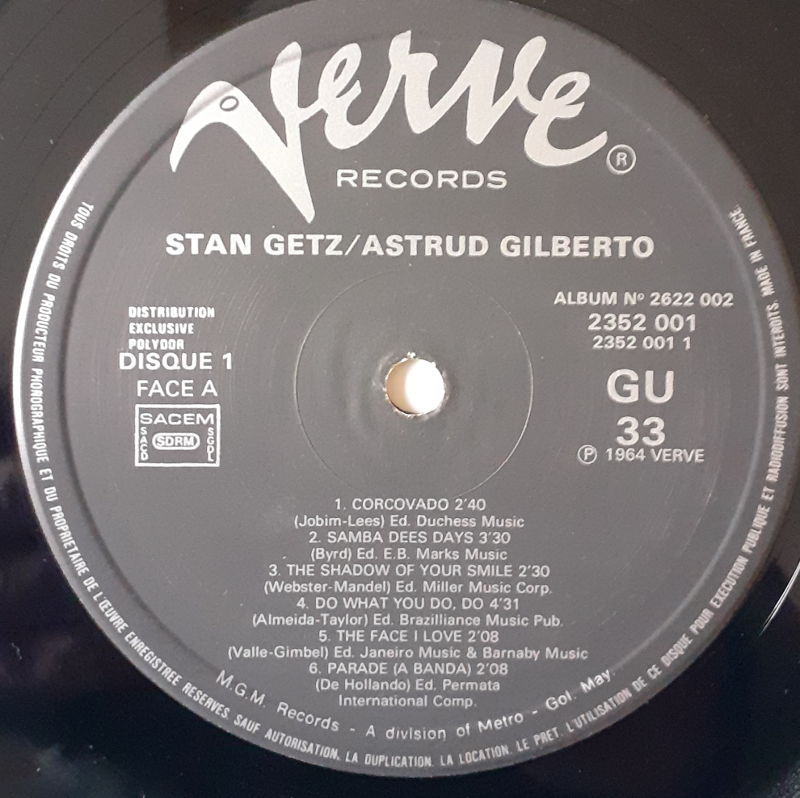 Verve ®
RECORDS
STAN GETZ/ASTRUD GILBERTO
DISTRIBUTION
EXCLUSIVE
POLYDOR
DISQUE 1
FACE A
SACEM
SACD
SDRM
SGDL
ALBUM Nº 2622 002
2352 001
2352 001 1
GU
33
Ⓟ 1964 VERVE
1. CORCOVADO 2'40
(Jobim-Lees) Ed. Duchess Music
2. SAMBA DEES DAYS 3'30
(Byrd) Ed. E.B. Marks Music
3. THE SHADOW OF YOUR SMILE 2'30
(Webster-Mandel) Ed. Miller Music Corp.
4. DO WHAT YOU DO, DO 4'31
(Almeida-Taylor) Ed. Brazilliance Music Pub.
5. THE FACE I LOVE 2'08
(Valle-Gimbel) Ed. Janeiro Music & Barnaby Music
6. PARADE (A BANDA) 2'08
(De Hollando) Ed. Permata
International Comp.
M.G.M. Records - A division of Metro - Gol. May.
TOUS DROITS DU PRODUCTEUR PHONOGRAPHIQUE ET DU PROPRIETAIRE DE L'ŒUVRE ENREGISTREE RESERVES SAUF AUTORISATION, LA DUPLICATION, LA LOCATION, LE PRET, L'UTILISATION DE CE DISQUE POUR EXECUTION PUBLIQUE ET RADIODIFFUSION SONT INTERDITS. MADE IN FRANCE.